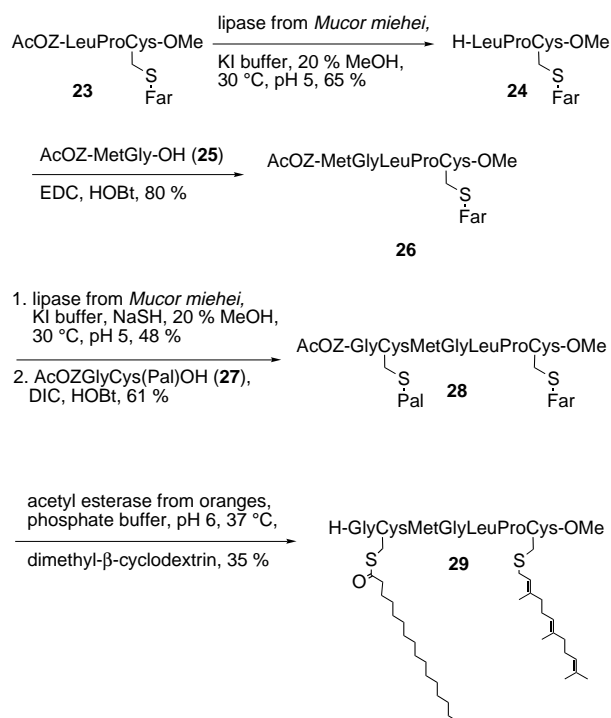 AcOZ-LeuProCys-OMe
S
Far
23
lipase from Mucor miehei,
KI buffer, 20 % MeOH,
30 °C, pH 5, 65 %
H-LeuProCys-OMe
S
Far
24
AcOZ-MetGly-OH (25)
EDC, HOBt, 80 %
AcOZ-MetGlyLeuProCys-OMe
S
Far
26
1. lipase from Mucor miehei,
KI buffer, NaSH, 20 % MeOH,
30 °C, pH 5, 48 %
2. AcOZGlyCys(Pal)OH (27),
DIC, HOBt, 61 %
AcOZ-GlyCysMetGlyLeuProCys-OMe
S
Pal
28
S
Far
acetyl esterase from oranges,
phosphate buffer, pH 6, 37 °C,
dimethyl-β-cyclodextrin, 35 %
H-GlyCysMetGlyLeuProCys-OMe
S
O
29
S